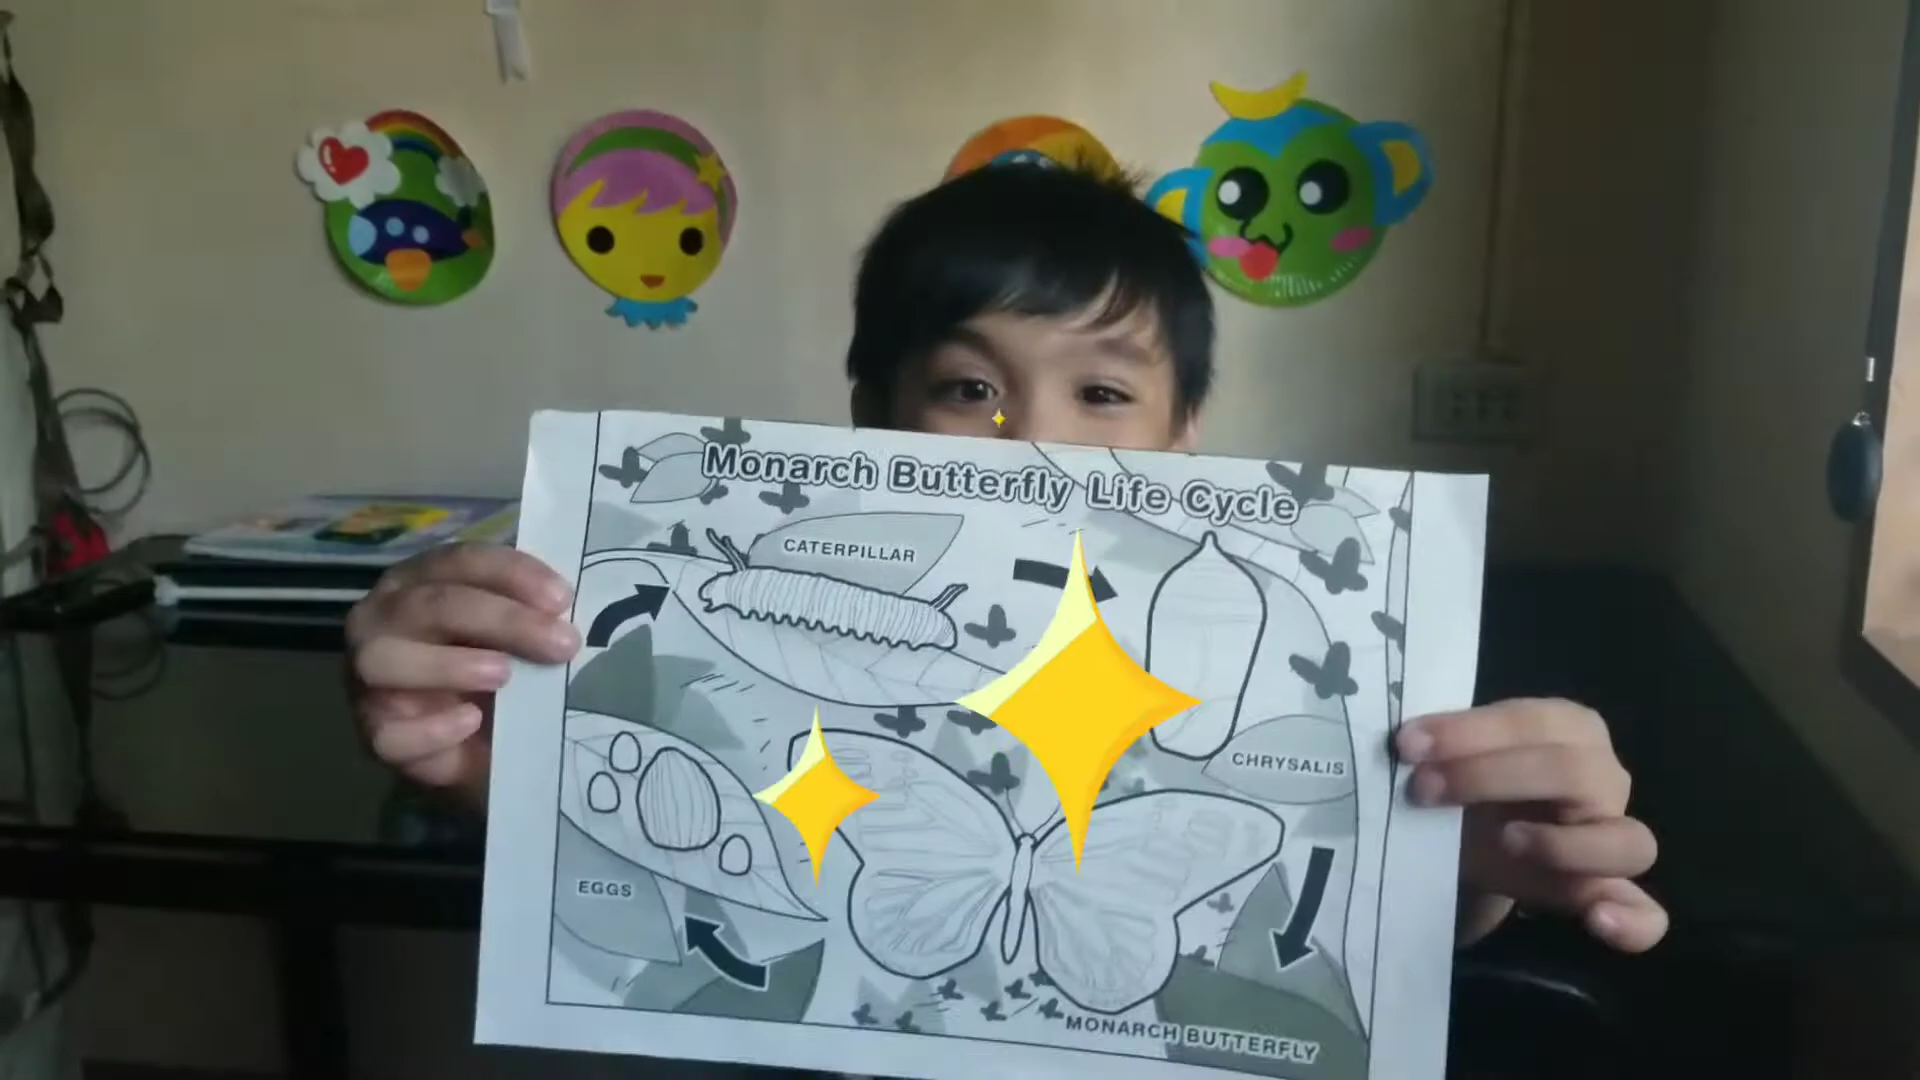 Monarch Butterfly Life Cycle
CATERPILLAR
CHRYSALIS
EGGS
MONARCH BUTTERFLY